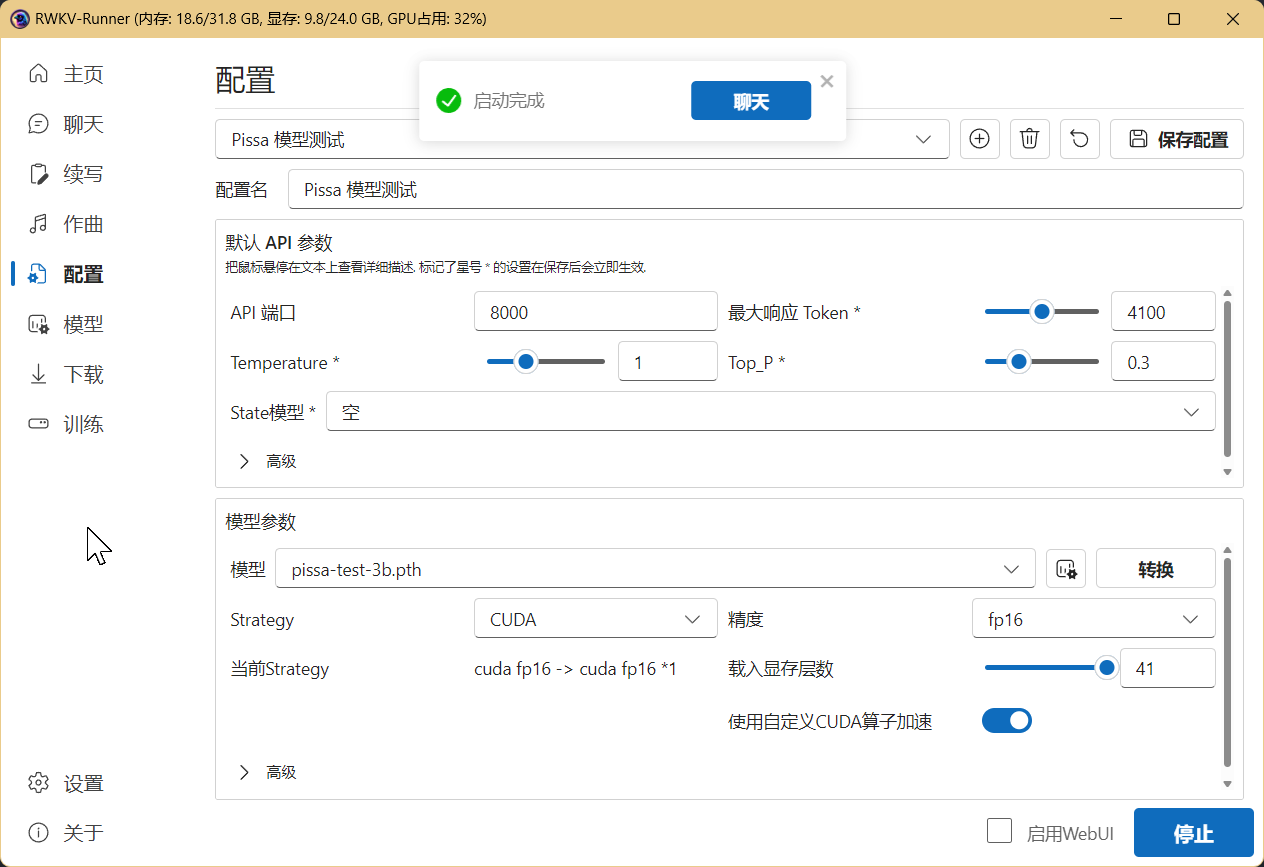 RWKV-Runner (内存: 18.6/31.8 GB, 显存: 9.8/24.0 GB, GPU占用: 32%)
主页
聊天
续写
作曲
配置
模型
下载
训练
设置
关于
配置
启动完成
聊天
Pissa 模型测试
保存配置
配置名
Pissa 模型测试
默认 API 参数
把鼠标悬停在文本上查看详细描述. 标记了星号 * 的设置在保存后会立即生效.
API 端口
8000
最大响应 Token *
4100
Temperature *
1
Top_P *
0.3
State模型 *
空
高级
模型参数
模型
pissa-test-3b.pth
转换
Strategy
CUDA
精度
fp16
当前Strategy
cuda fp16 -> cuda fp16 *1
载入显存层数
41
使用自定义CUDA算子加速
高级
启用WebUI
停止